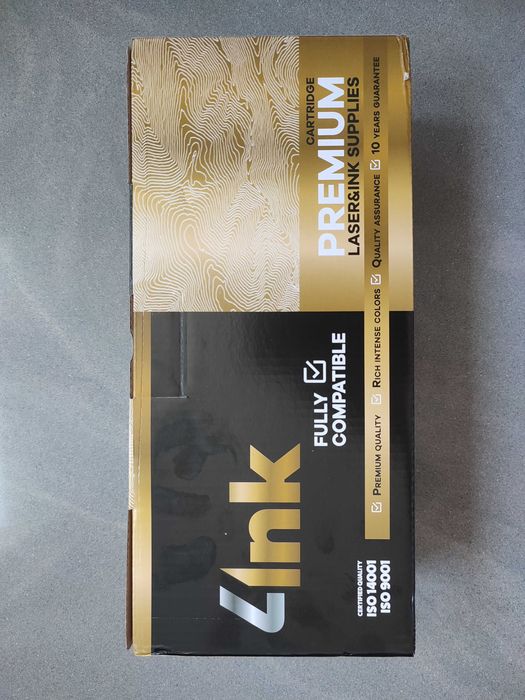 4Ink
FULLY
COMPATIBLE
CARTRIDGE
PREMIUM
LASER&INK SUPPLIES
CERTIFIED QUALITY
ISO 14001
ISO 9001
PREMIUM QUALITY RICH INTENSE COLORS QUALITY ASSURANCE 10 YEARS GUARANTEE